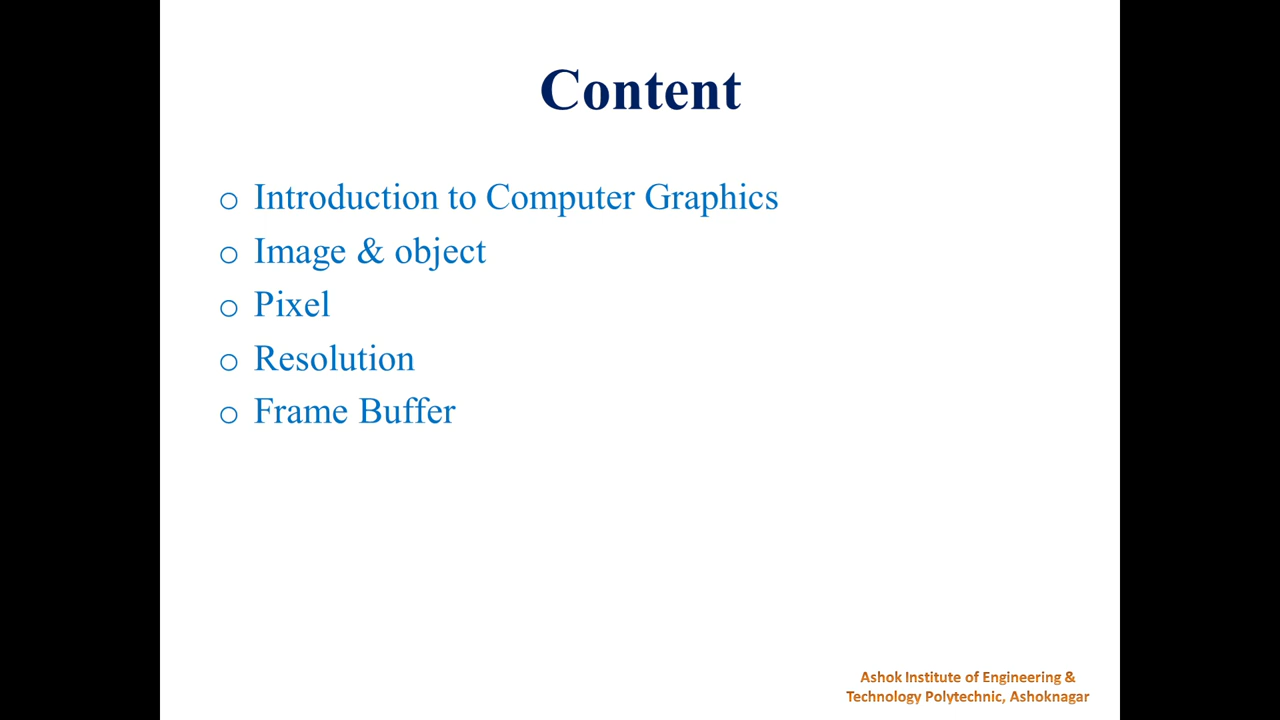 Content
o Introduction to Computer Graphics
o Image & object
o Pixel
o Resolution
o Frame Buffer
Ashok Institute of Engineering &
Technology Polytechnic, Ashoknagar